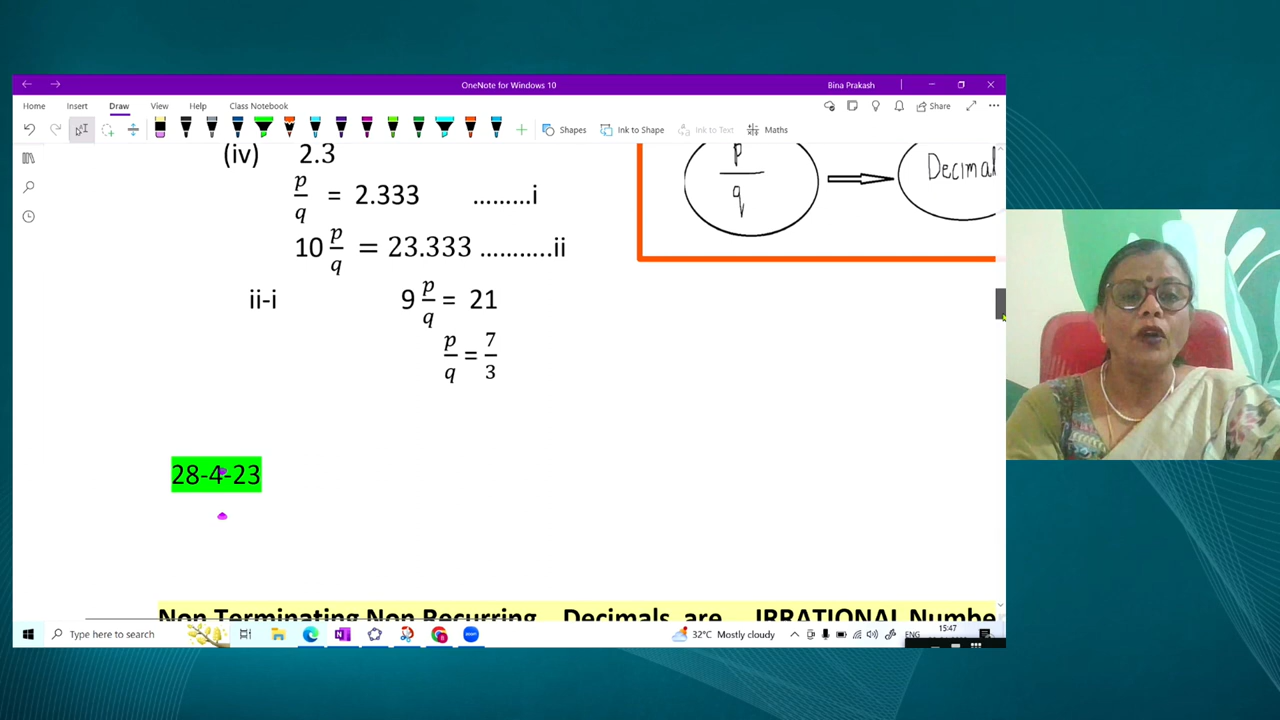 OneNote for Windows 10
Bina Prakash
Home Insert Draw View Help Class Notebook
Share
Shapes Ink to Shape Ink to Text Maths
(iv) 2.3
p/q = 2.333 ………i
10 p/q = 23.333 ………..ii
ii-i 9 p/q = 21
p/q = 7/3
p/q
Decimal
28-4-23
Non Terminating Non Recurring Decimals are IRRATIONAL Numbe
Type here to search
32°C Mostly cloudy
ENG
15:47